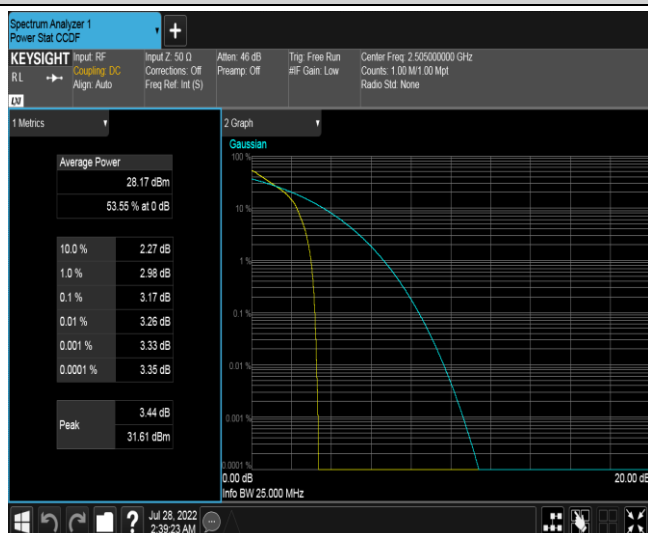 Spectrum Analyzer 1
Power Stat CCDF
KEYSIGHT
Input: RF
Coupling: DC
Align: Auto
Input Z: 50 Ω
Corrections: Off
Freq Ref: Int (S)
Atten: 46 dB
Preamp: Off
Trig: Free Run
#IF Gain: Low
Center Freq: 2.505000000 GHz
Counts: 1.00 M/1.00 Mpt
Radio Std: None
R L
LXI
1 Metrics
Average Power
28.17 dBm
53.55 % at 0 dB
10.0 % 2.27 dB
1.0 % 2.98 dB
0.1 % 3.17 dB
0.01 % 3.26 dB
0.001 % 3.33 dB
0.0001 % 3.35 dB
Peak
3.44 dB
31.61 dBm
2 Graph
Gaussian
100 %
10 %
1 %
0.1 %
0.01 %
0.001 %
0.0001 %
0.00 dB
20.00 dB
Info BW 25.000 MHz
?
Jul 28, 2022
2:39:23 AM